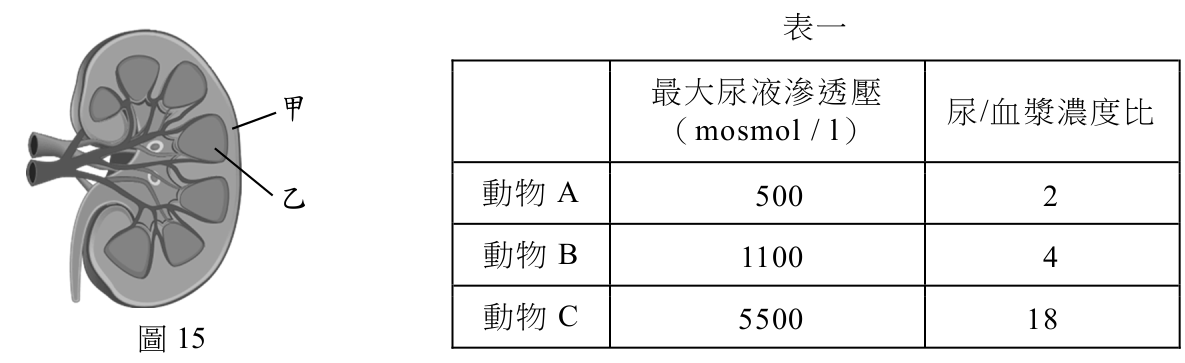 甲
乙
圖 15
表一
最大尿液滲透壓
（mosmol / l）
尿/血漿濃度比
動物 A 500 2
動物 B 1100 4
動物 C 5500 18